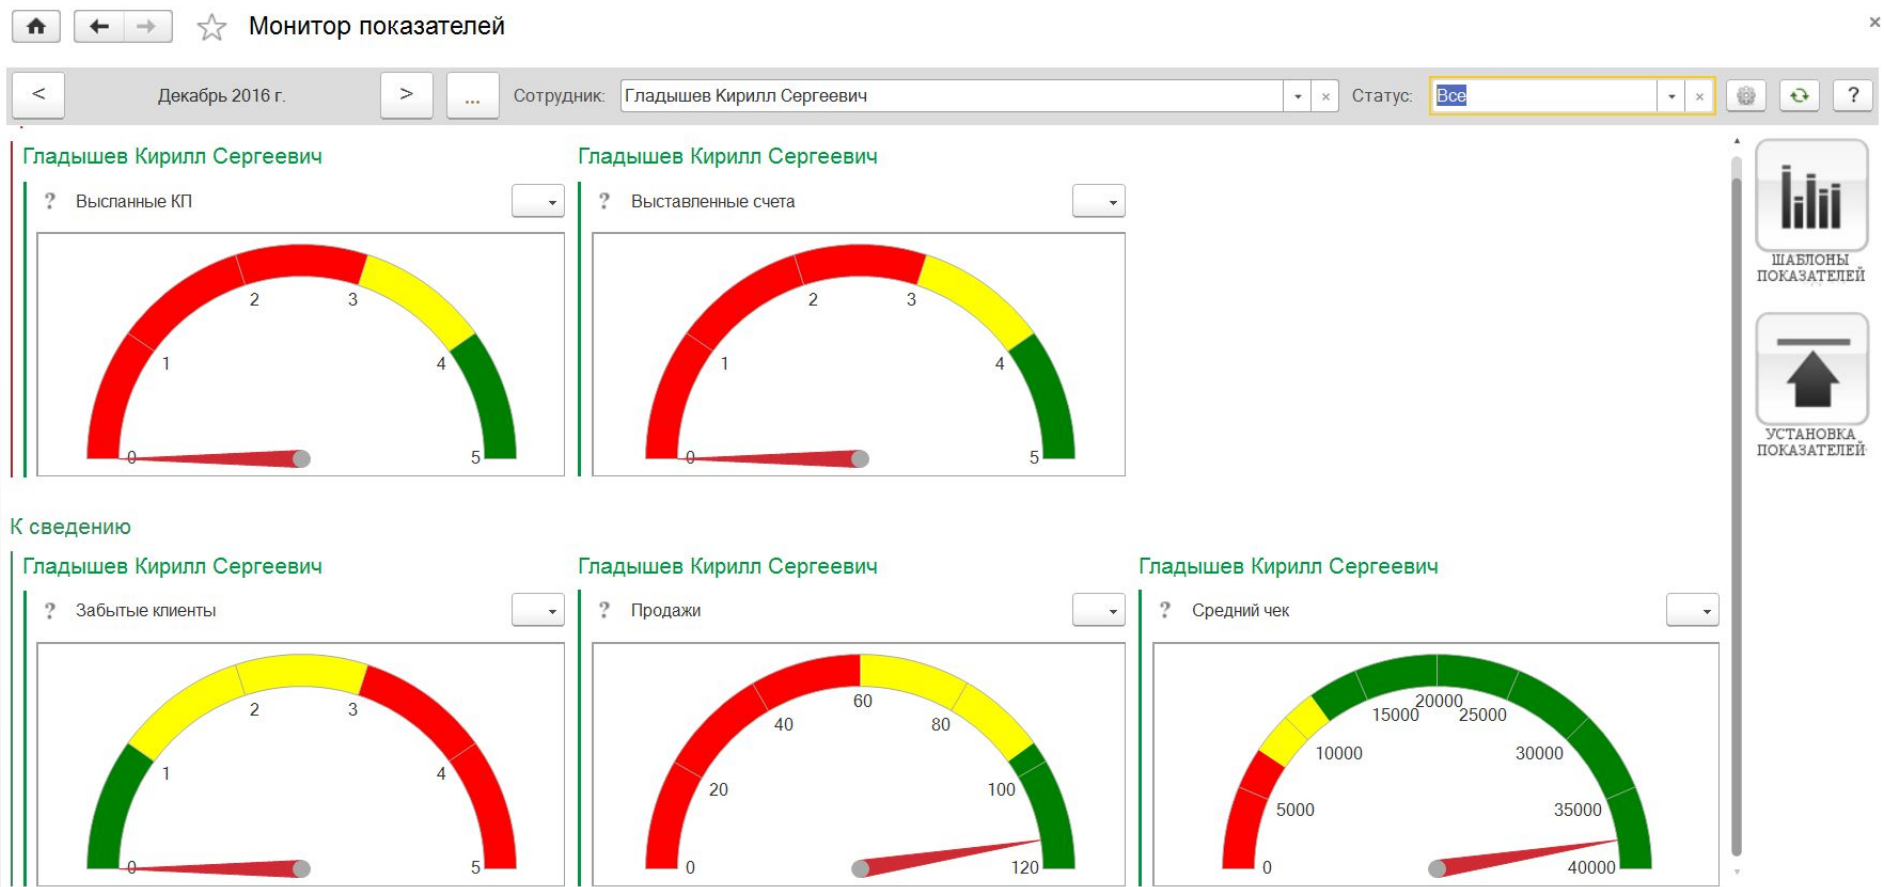 Монитор показателей
×
<
Декабрь 2016 г.
>
...
Сотрудник:
Гладышев Кирилл Сергеевич
×
Статус:
Все
×
?
Гладышев Кирилл Сергеевич
Гладышев Кирилл Сергеевич
? Высланные КП
? Выставленные счета
0 1 2 3 4 5
0 1 2 3 4 5
ШАБЛОНЫ
ПОКАЗАТЕЛЕЙ
УСТАНОВКА
ПОКАЗАТЕЛЕЙ
К сведению
Гладышев Кирилл Сергеевич
Гладышев Кирилл Сергеевич
Гладышев Кирилл Сергеевич
? Забытые клиенты
? Продажи
? Средний чек
0 1 2 3 4 5
0 20 40 60 80 100 120
0 5000 10000 15000 20000 25000 30000 35000 40000